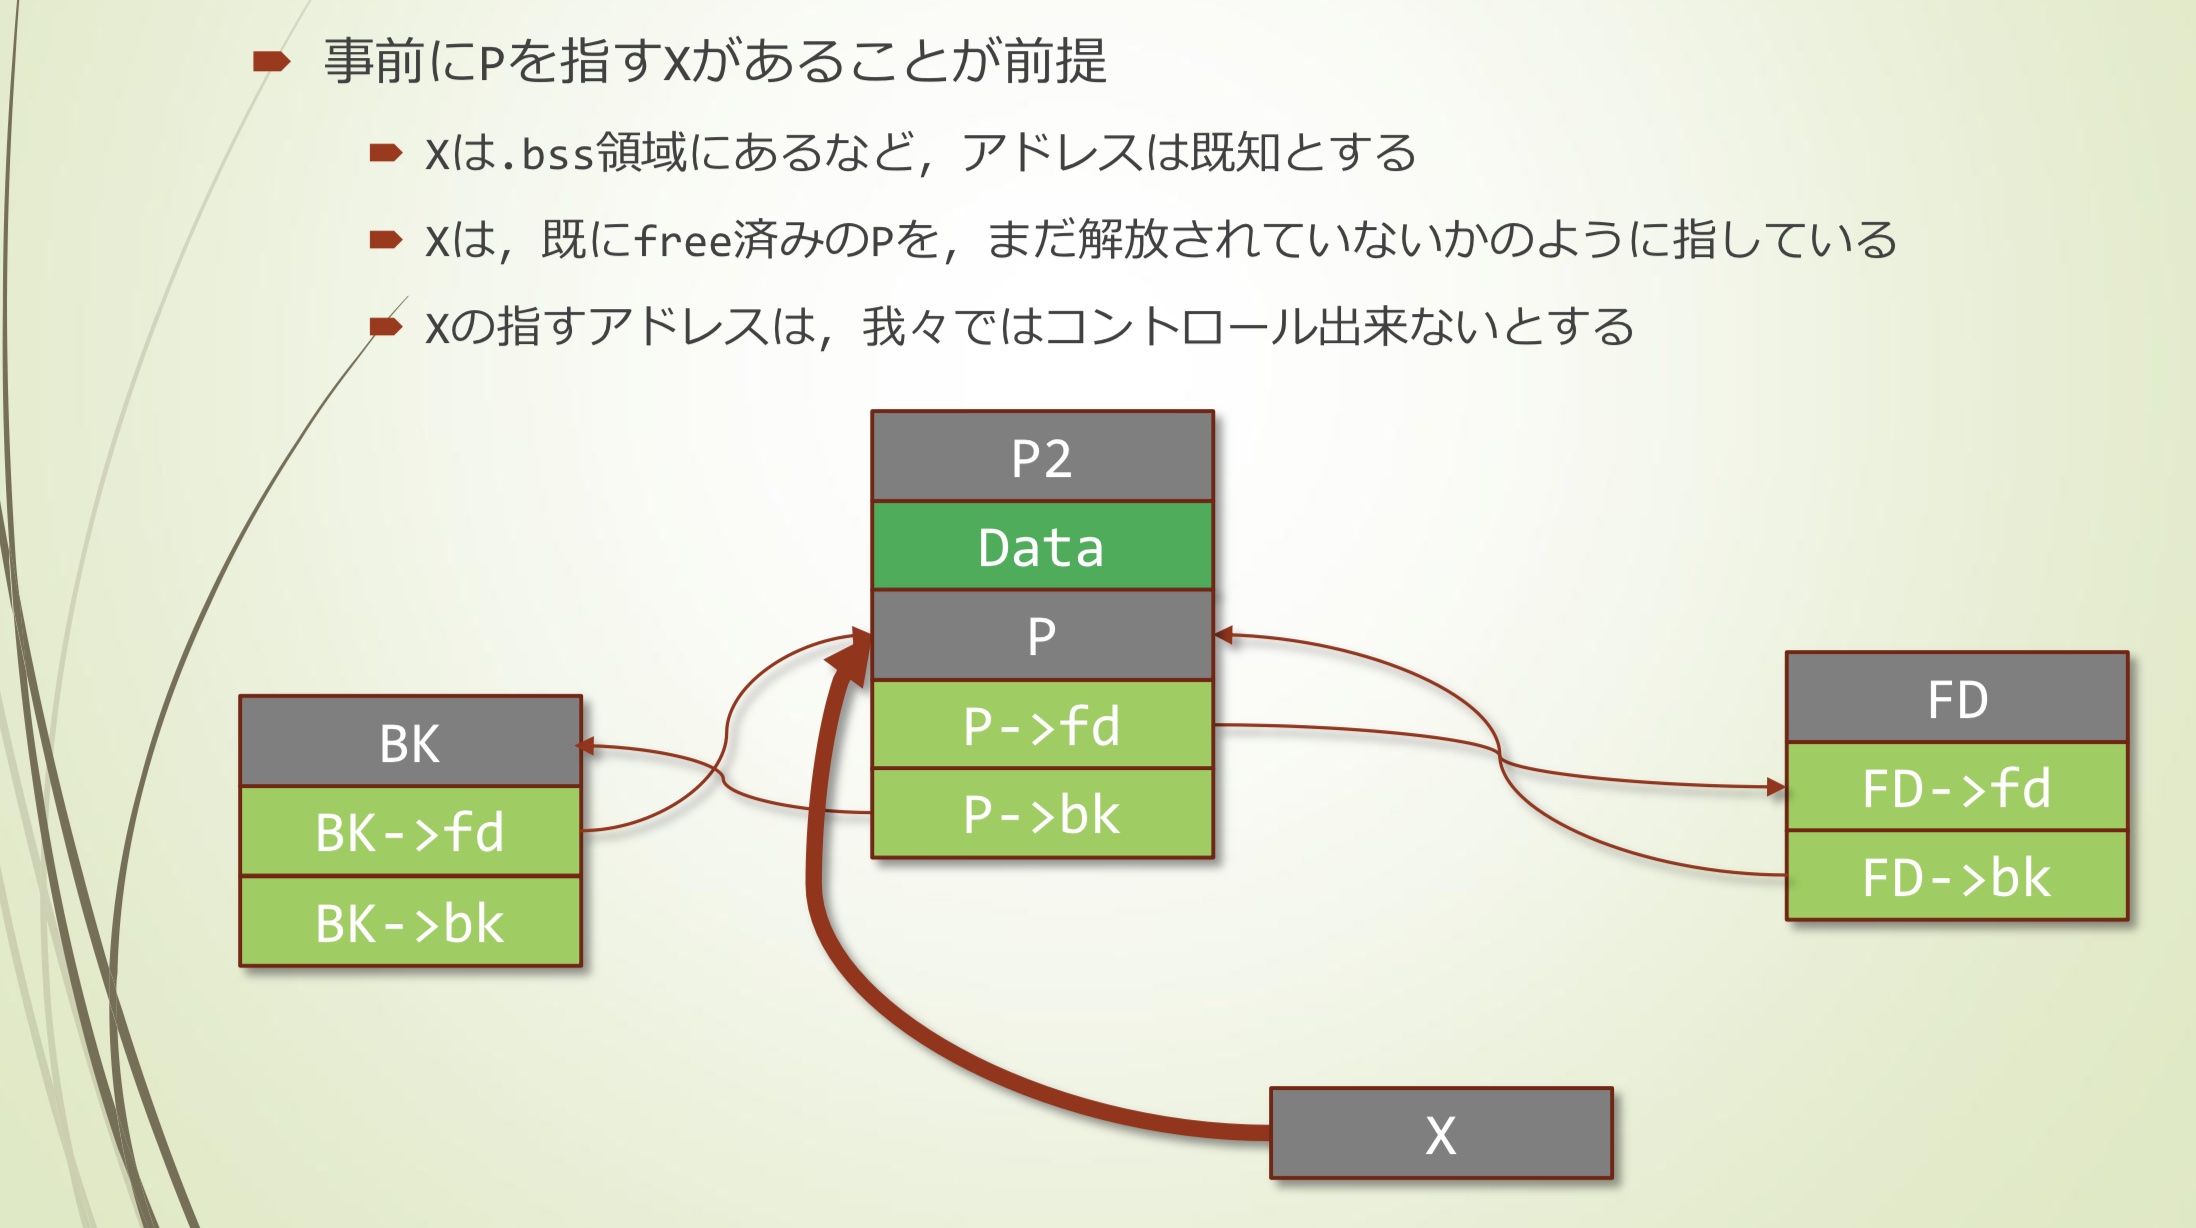 事前にPを指すXがあることが前提
Xは.bss領域にあるなど，アドレスは既知とする
Xは，既にfree済みのPを，まだ解放されていないかのように指している
Xの指すアドレスは，我々ではコントロール出来ないとする
P2
Data
P
P->fd
P->bk
BK
BK->fd
BK->bk
FD
FD->fd
FD->bk
X